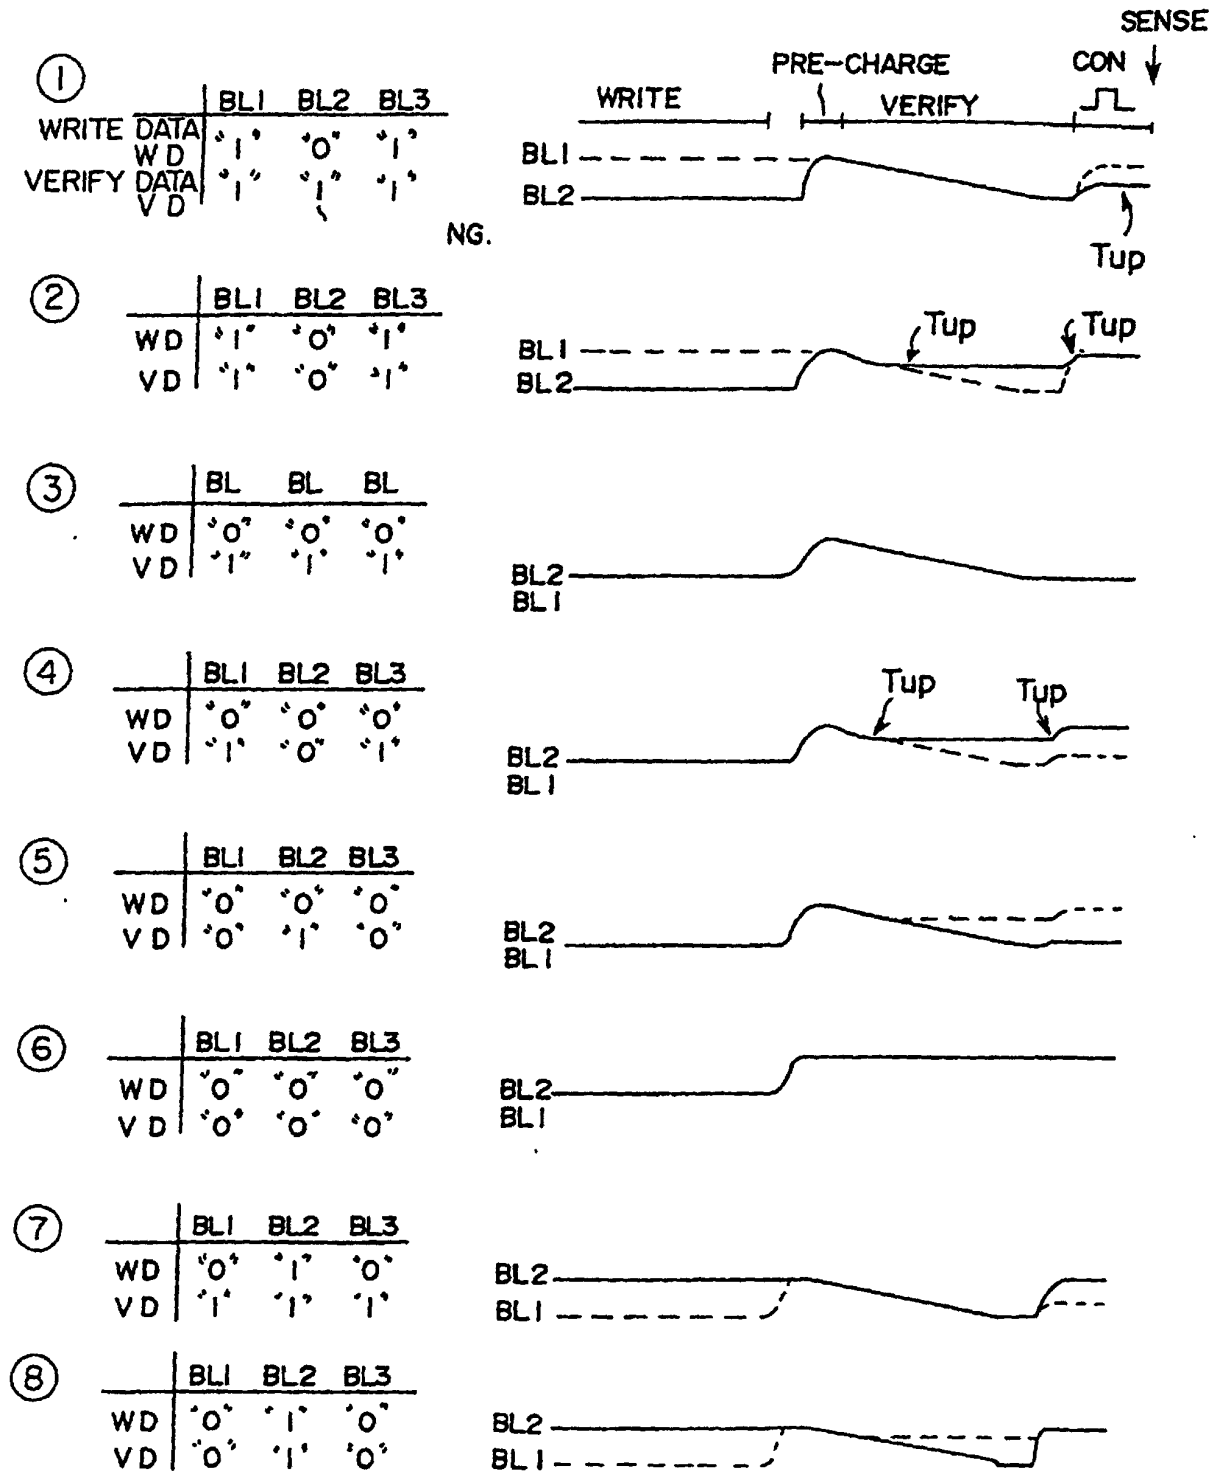 SENSE
PRE-CHARGE CON
WRITE VERIFY
①
BL1 BL2 BL3
WRITE DATA WD "1" "0" "1"
VERIFY DATA VD "1" "1" "1"
NG.
BL1
BL2
Tup
②
BL1 BL2 BL3
WD "1" "0" "1"
VD "1" "0" "1"
BL1
BL2
Tup Tup
③
BL BL BL
WD "0" "0" "0"
VD "1" "1" "1"
BL2
BL1
④
BL1 BL2 BL3
WD "0" "0" "0"
VD "1" "0" "1"
BL2
BL1
Tup Tup
⑤
BL1 BL2 BL3
WD "0" "0" "0"
VD "0" "1" "0"
BL2
BL1
⑥
BL1 BL2 BL3
WD "0" "0" "0"
VD "0" "0" "0"
BL2
BL1
⑦
BL1 BL2 BL3
WD "0" "1" "0"
VD "1" "1" "1"
BL2
BL1
⑧
BL1 BL2 BL3
WD "0" "1" "0"
VD "0" "1" "0"
BL2
BL1